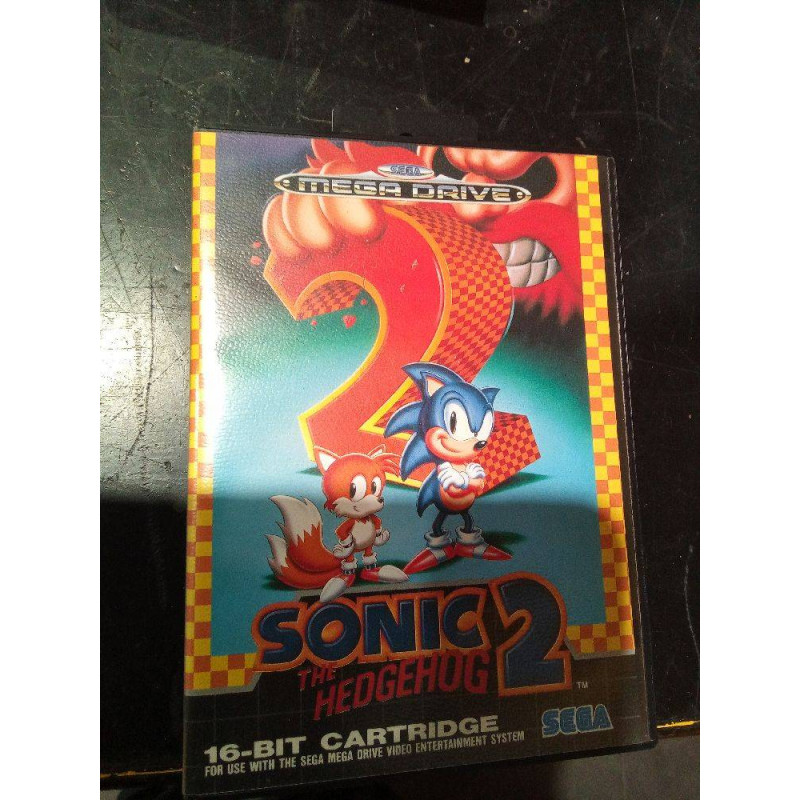 SEGA
MEGA DRIVE
2
SONIC
THE
HEDGEHOG 2
TM
16-BIT CARTRIDGE
SEGA
FOR USE WITH THE SEGA MEGA DRIVE VIDEO ENTERTAINMENT SYSTEM